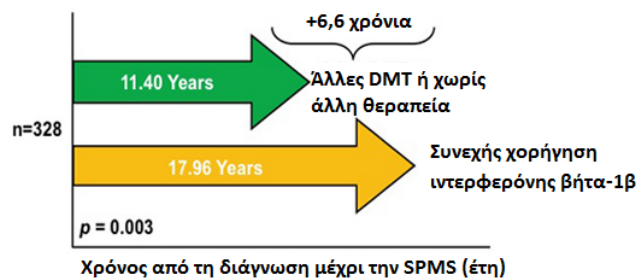 +6,6 χρόνια
11.40 Years
Άλλες DMT ή χωρίς
άλλη θεραπεία
n=328
17.96 Years
Συνεχής χορήγηση
ιντερφερόνης βήτα-1β
p = 0.003
Χρόνος από τη διάγνωση μέχρι την SPMS (έτη)